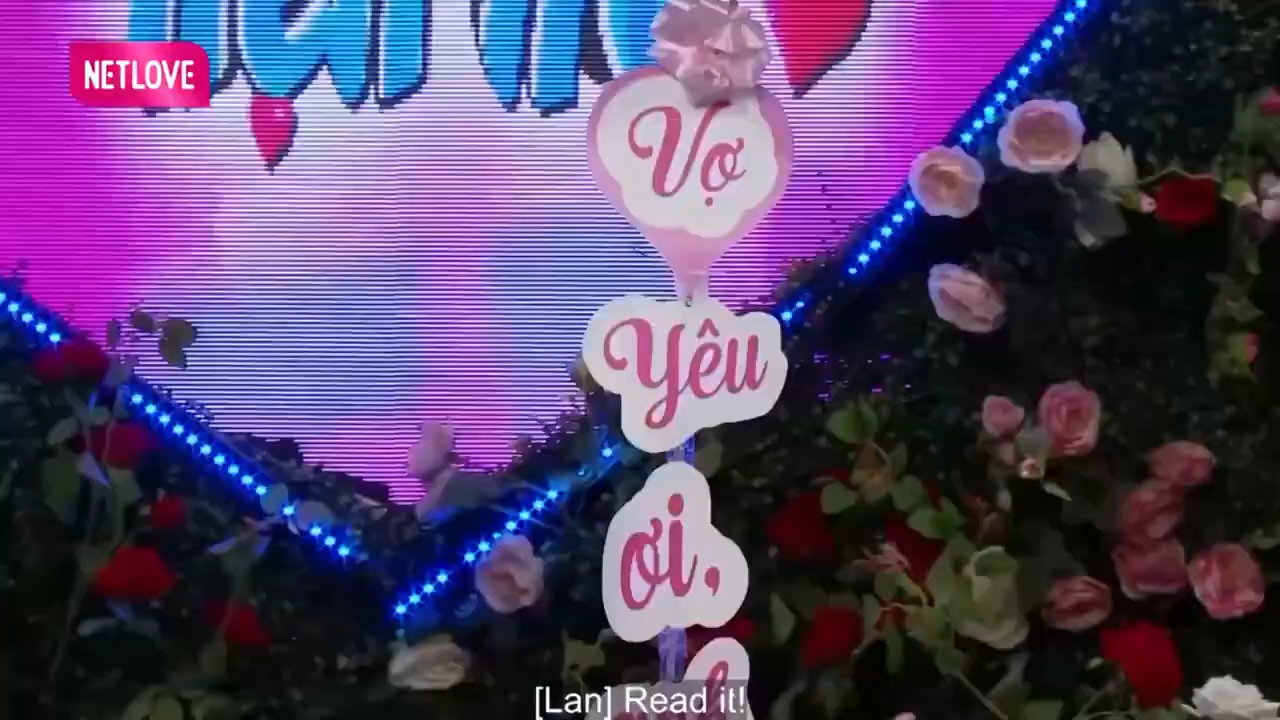 NETLOVE
Vợ
Yêu
ơi,
[Lan] Read it!